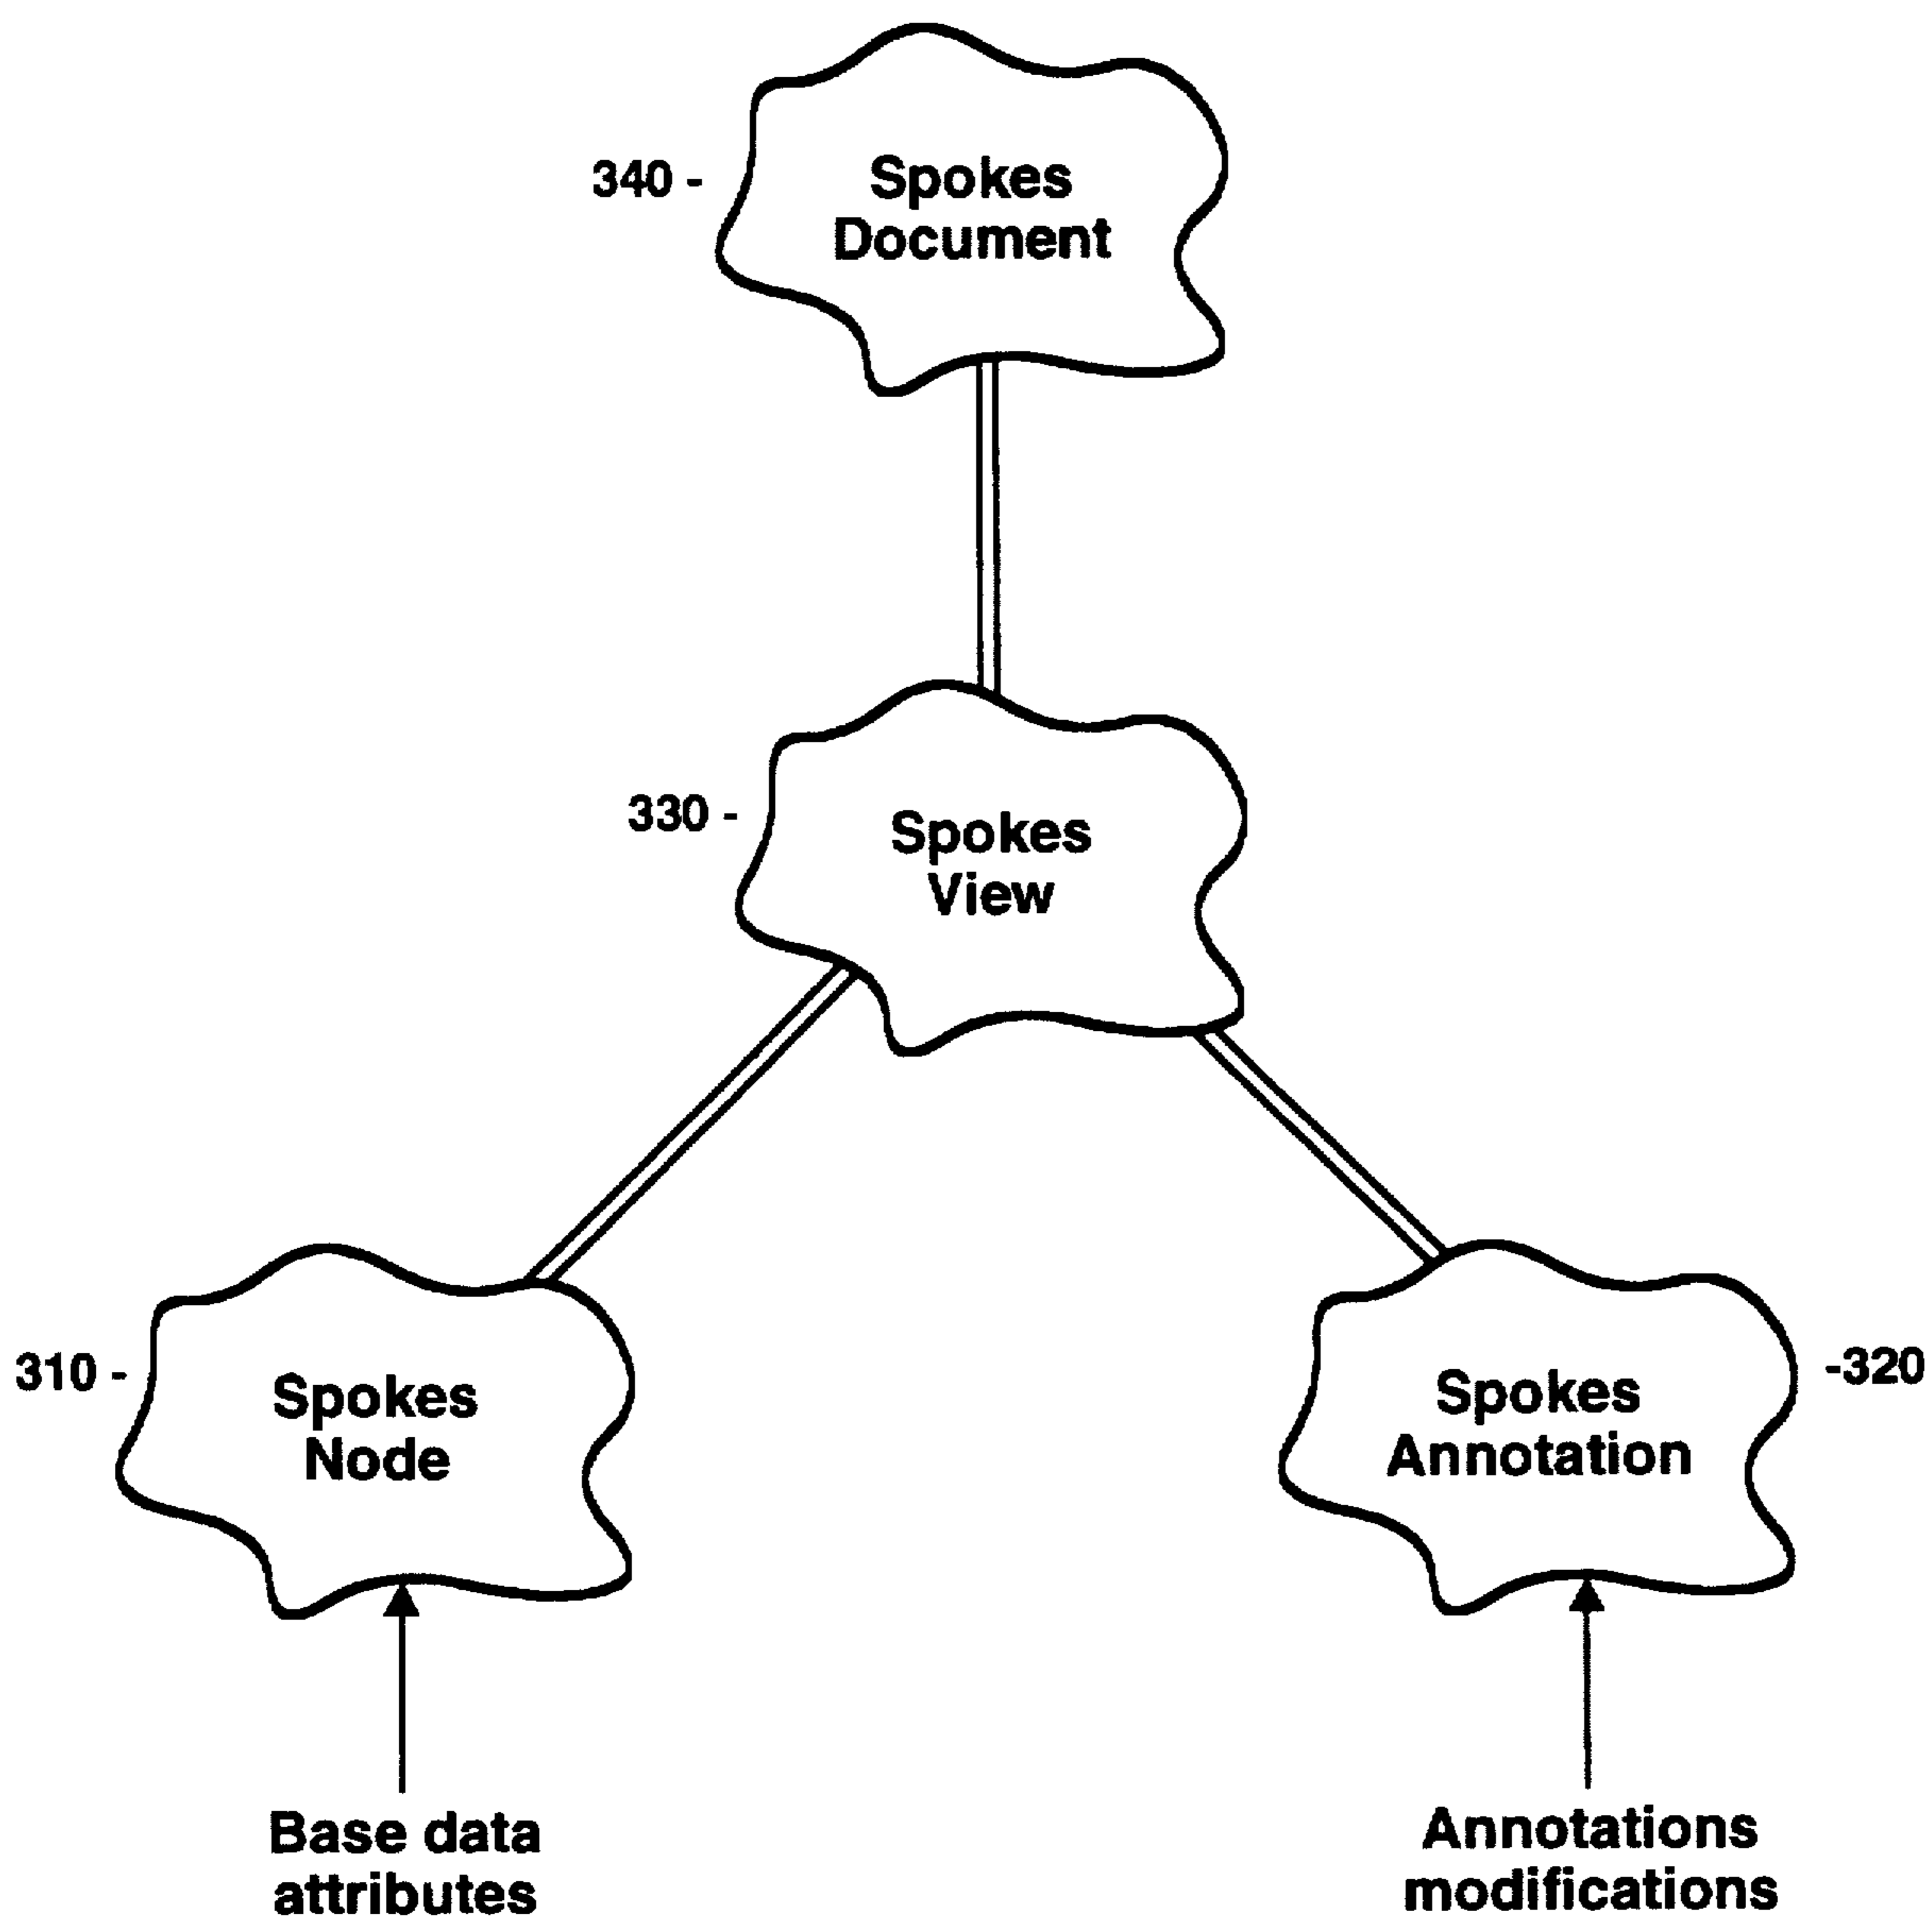 340 -
Spokes
Document
330 -
Spokes
View
310 -
Spokes
Node
-320
Spokes
Annotation
Base data
attributes
Annotations
modifications